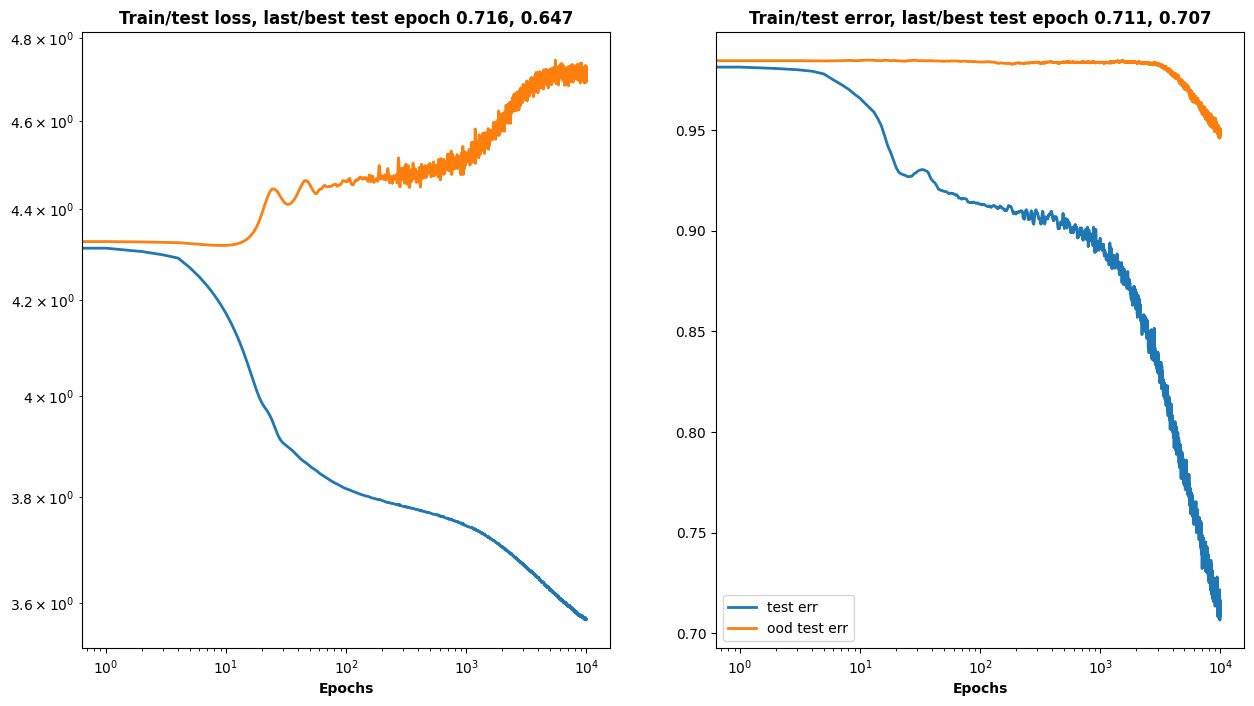 Train/test loss, last/best test epoch 0.716, 0.647
4.8 × 10⁰
4.6 × 10⁰
4.4 × 10⁰
4.2 × 10⁰
4 × 10⁰
3.8 × 10⁰
3.6 × 10⁰
10⁰ 10¹ 10² 10³ 10⁴
Epochs
Train/test error, last/best test epoch 0.711, 0.707
0.95
0.90
0.85
0.80
0.75
0.70
test err
ood test err
10⁰ 10¹ 10² 10³ 10⁴
Epochs